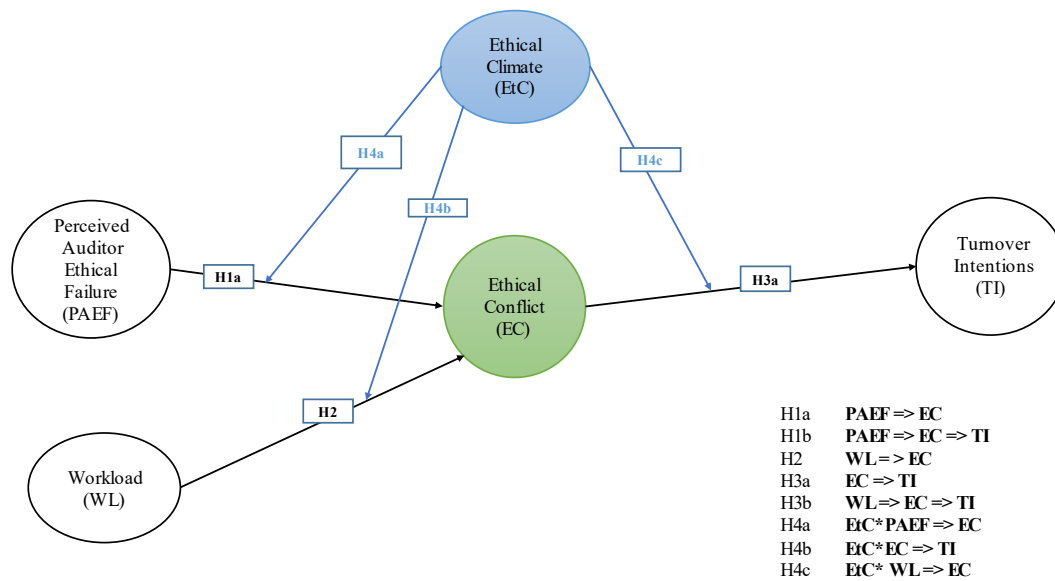 Ethical
Climate
(EtC)
H4a
H4c
H4b
Perceived
Auditor
Ethical
Failure
(PAEF)
H1a
Ethical
Conflict
(EC)
H3a
Turnover
Intentions
(TI)
H2
Workload
(WL)
H1a PAEF => EC
H1b PAEF => EC => TI
H2 WL = > EC
H3a EC => TI
H3b WL => EC => TI
H4a EtC*PAEF => EC
H4b EtC*EC => TI
H4c EtC* WL => EC